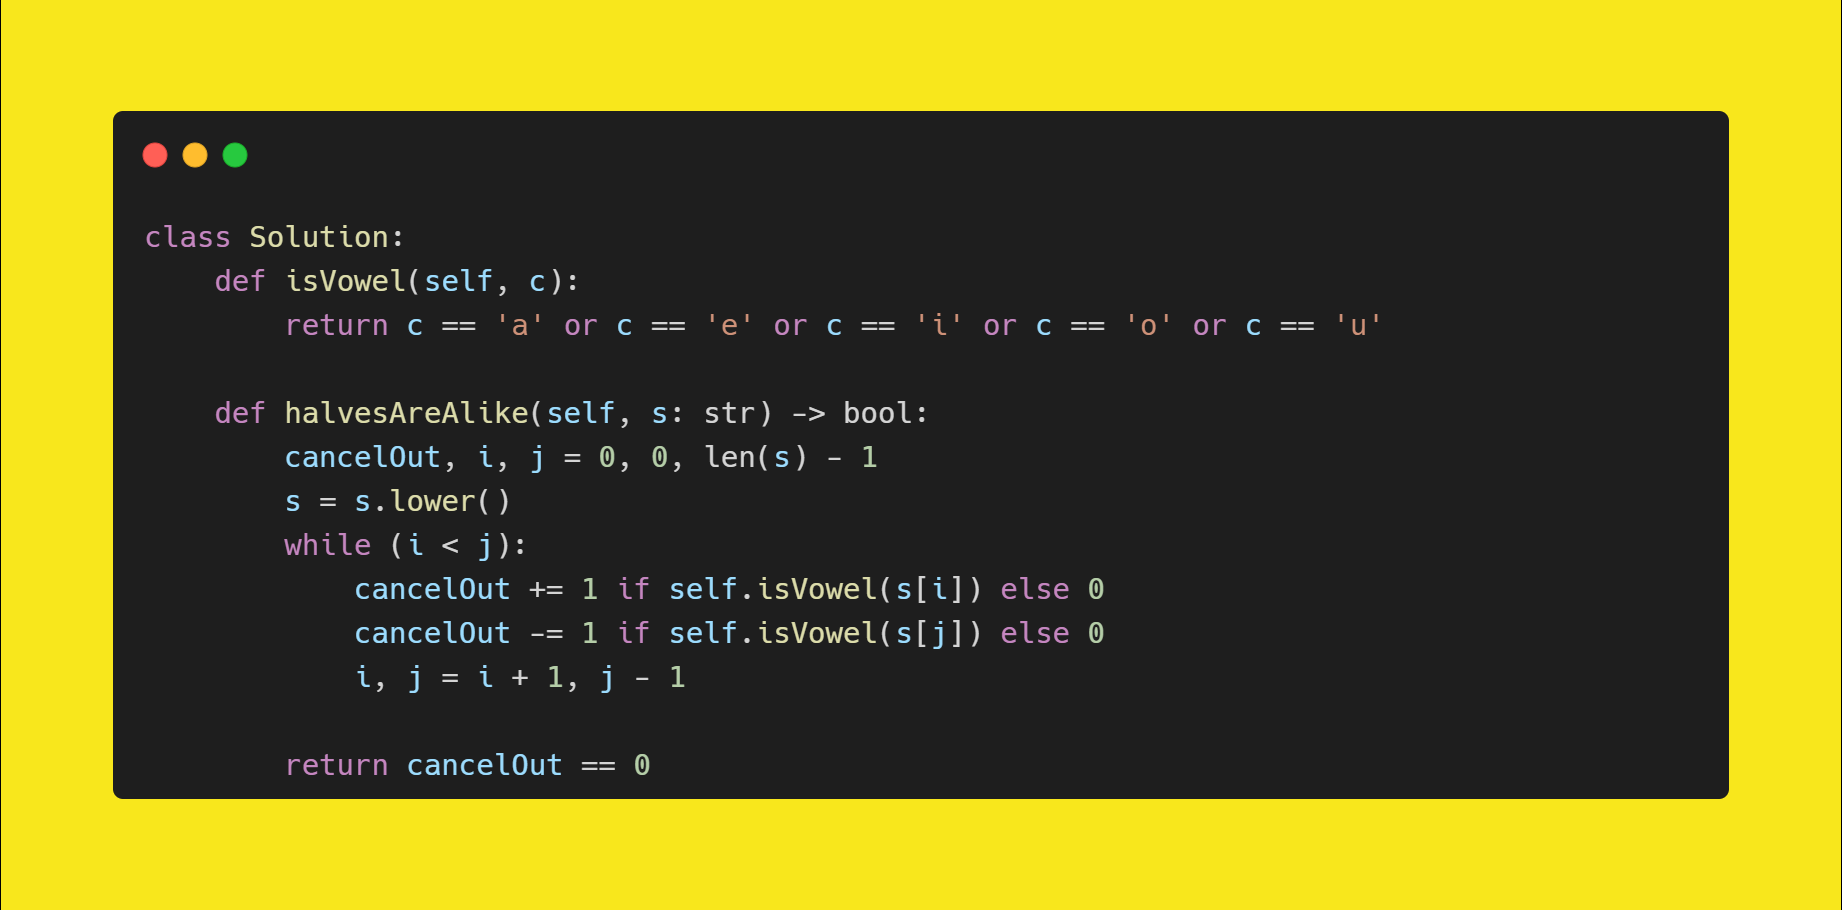 class Solution:
    def isVowel(self, c):
        return c == 'a' or c == 'e' or c == 'i' or c == 'o' or c == 'u'

    def halvesAreAlike(self, s: str) -> bool:
        cancelOut, i, j = 0, 0, len(s) - 1
        s = s.lower()
        while (i < j):
            cancelOut += 1 if self.isVowel(s[i]) else 0
            cancelOut -= 1 if self.isVowel(s[j]) else 0
            i, j = i + 1, j - 1

        return cancelOut == 0